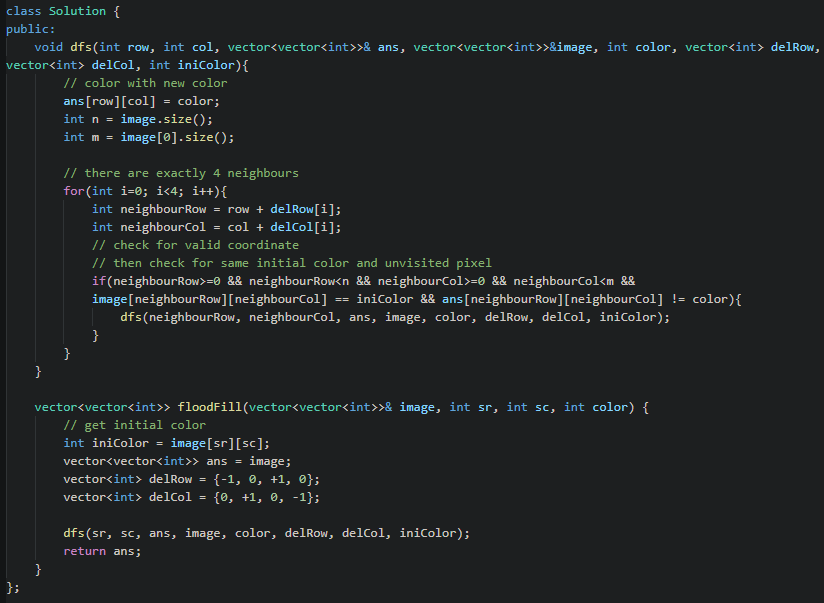 class Solution {
public:
    void dfs(int row, int col, vector<vector<int>>& ans, vector<vector<int>>&image, int color, vector<int> delRow,
vector<int> delCol, int iniColor){
        // color with new color
        ans[row][col] = color;
        int n = image.size();
        int m = image[0].size();

        // there are exactly 4 neighbours
        for(int i=0; i<4; i++){
            int neighbourRow = row + delRow[i];
            int neighbourCol = col + delCol[i];
            // check for valid coordinate
            // then check for same initial color and unvisited pixel
            if(neighbourRow>=0 && neighbourRow<n && neighbourCol>=0 && neighbourCol<m &&
            image[neighbourRow][neighbourCol] == iniColor && ans[neighbourRow][neighbourCol] != color){
                dfs(neighbourRow, neighbourCol, ans, image, color, delRow, delCol, iniColor);
            }
        }
    }

    vector<vector<int>> floodFill(vector<vector<int>>& image, int sr, int sc, int color) {
        // get initial color
        int iniColor = image[sr][sc];
        vector<vector<int>> ans = image;
        vector<int> delRow = {-1, 0, +1, 0};
        vector<int> delCol = {0, +1, 0, -1};

        dfs(sr, sc, ans, image, color, delRow, delCol, iniColor);
        return ans;
    }
};